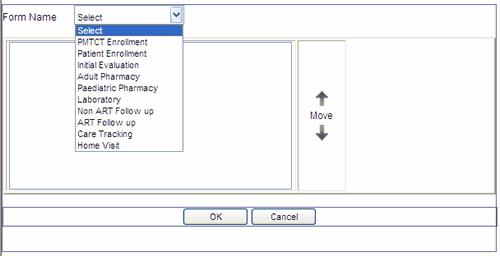 Form Name Select
Select
PMTCT Enrollment
Patient Enrollment
Initial Evaluation
Adult Pharmacy
Paediatric Pharmacy
Laboratory
Non ART Follow up
ART Follow up
Care Tracking
Home Visit
Move
OK Cancel